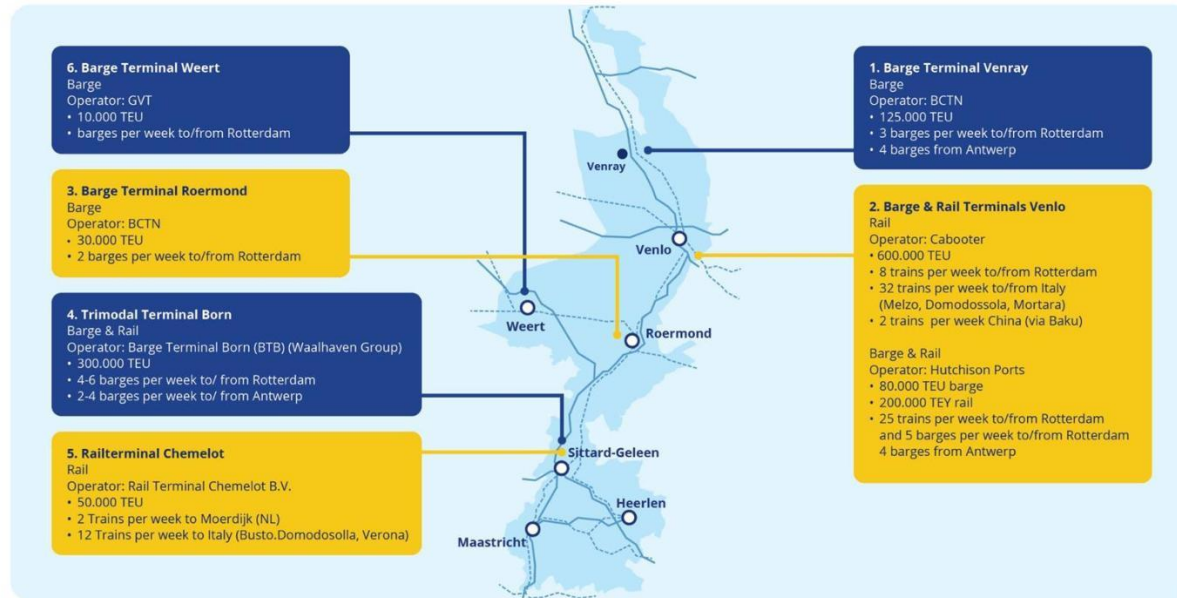 6. Barge Terminal Weert
Barge
Operator: GVT
• 10.000 TEU
• barges per week to/from Rotterdam
3. Barge Terminal Roermond
Barge
Operator: BCTN
• 30.000 TEU
• 2 barges per week to/from Rotterdam
4. Trimodal Terminal Born
Barge & Rail
Operator: Barge Terminal Born (BTB) (Waalhaven Group)
• 300.000 TEU
• 4-6 barges per week to/ from Rotterdam
• 2-4 barges per week to/ from Antwerp
5. Railterminal Chemelot
Rail
Operator: Rail Terminal Chemelot B.V.
• 50.000 TEU
• 2 Trains per week to Moerdijk (NL)
• 12 Trains per week to Italy (Busto.Domodosolla, Verona)
Venray
Venlo
Weert
Roermond
Sittard-Geleen
Heerlen
Maastricht
1. Barge Terminal Venray
Barge
Operator: BCTN
• 125.000 TEU
• 3 barges per week to/from Rotterdam
• 4 barges from Antwerp
2. Barge & Rail Terminals Venlo
Rail
Operator: Cabooter
• 600.000 TEU
• 8 trains per week to/from Rotterdam
• 32 trains per week to/from Italy
(Melzo, Domodossola, Mortara)
• 2 trains per week China (via Baku)
Barge & Rail
Operator: Hutchison Ports
• 80.000 TEU barge
• 200.000 TEY rail
• 25 trains per week to/from Rotterdam
and 5 barges per week to/from Rotterdam
4 barges from Antwerp